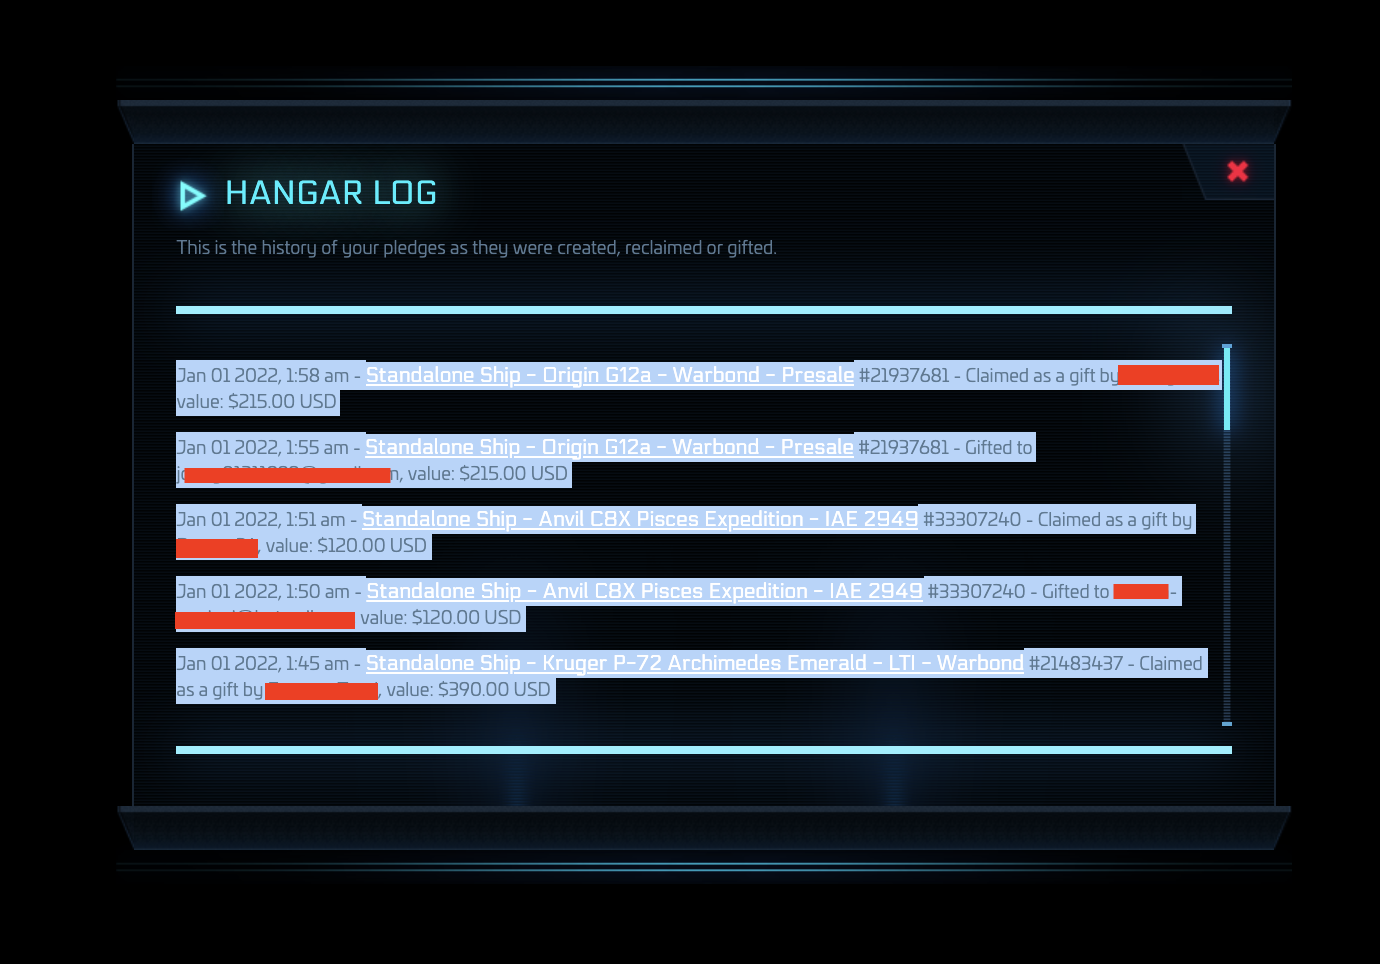 HANGAR LOG
This is the history of your pledges as they were created, reclaimed or gifted.
Jan 01 2022, 1:58 am - Standalone Ship - Origin G12a - Warbond - Presale #21937681 - Claimed as a gift by
value: $215.00 USD
Jan 01 2022, 1:55 am - Standalone Ship - Origin G12a - Warbond - Presale #21937681 - Gifted to
value: $215.00 USD
Jan 01 2022, 1:51 am - Standalone Ship - Anvil C8X Pisces Expedition - IAE 2949 #33307240 - Claimed as a gift by
, value: $120.00 USD
Jan 01 2022, 1:50 am - Standalone Ship - Anvil C8X Pisces Expedition - IAE 2949 #33307240 - Gifted to -
value: $120.00 USD
Jan 01 2022, 1:45 am - Standalone Ship - Kruger P-72 Archimedes Emerald - LTI - Warbond #21483437 - Claimed
as a gift by , value: $390.00 USD